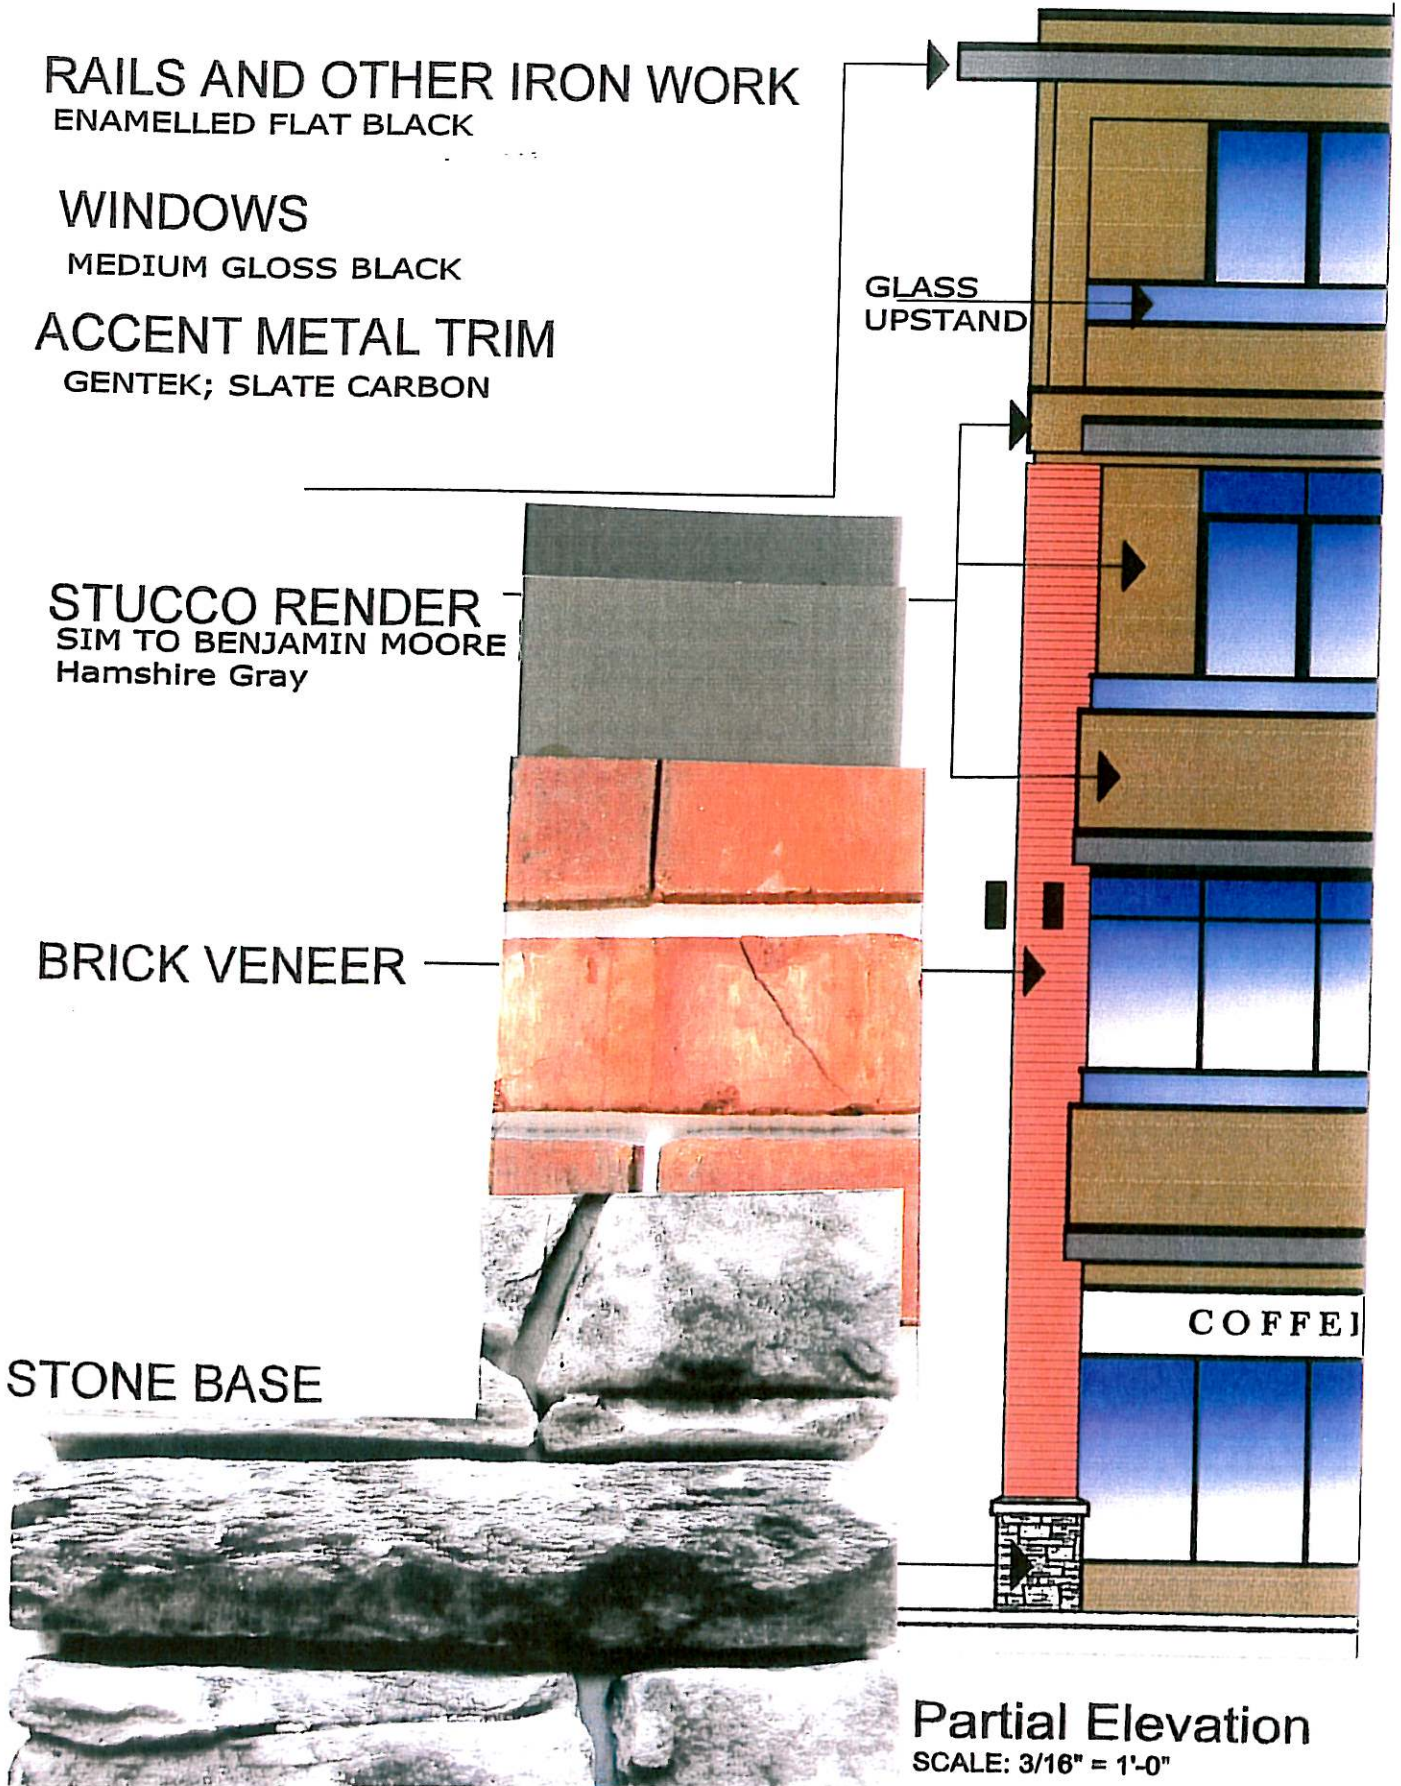 RAILS AND OTHER IRON WORK
ENAMELLED FLAT BLACK
WINDOWS
MEDIUM GLOSS BLACK
ACCENT METAL TRIM
GENTEK; SLATE CARBON
GLASS
UPSTAND
STUCCO RENDER
SIM TO BENJAMIN MOORE
Hamshire Gray
BRICK VENEER
COFFE
STONE BASE
Partial Elevation
SCALE: 3/16" = 1'-0"